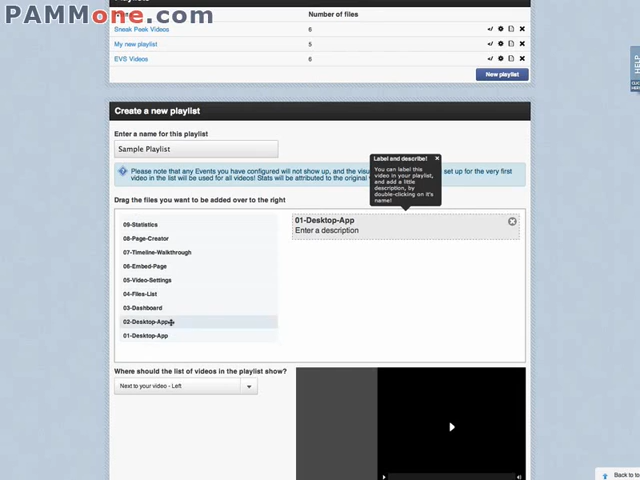 PAMMone.com
Playlists
Number of files
Sneak Peek Videos 6
My new playlist 5
EVS Videos 6
New playlist
HELP
Create a new playlist
Enter a name for this playlist
Sample Playlist
Label and describe!
You can label this
video in your playlist,
and add a little
description, by
double-clicking on it's
name!
Please note that any Events you have configured will not show up, and the visu set up for the very first
video in the list will be used for all videos! Stats will be attributed to the original
Drag the files you want to be added over to the right
09-Statistics
08-Page-Creator
07-Timeline-Walkthrough
06-Embed-Page
05-Video-Settings
04-Files-List
03-Dashboard
02-Desktop-App
01-Desktop-App
01-Desktop-App
Enter a description
Where should the list of videos in the playlist show?
Next to your video - Left
Back to to